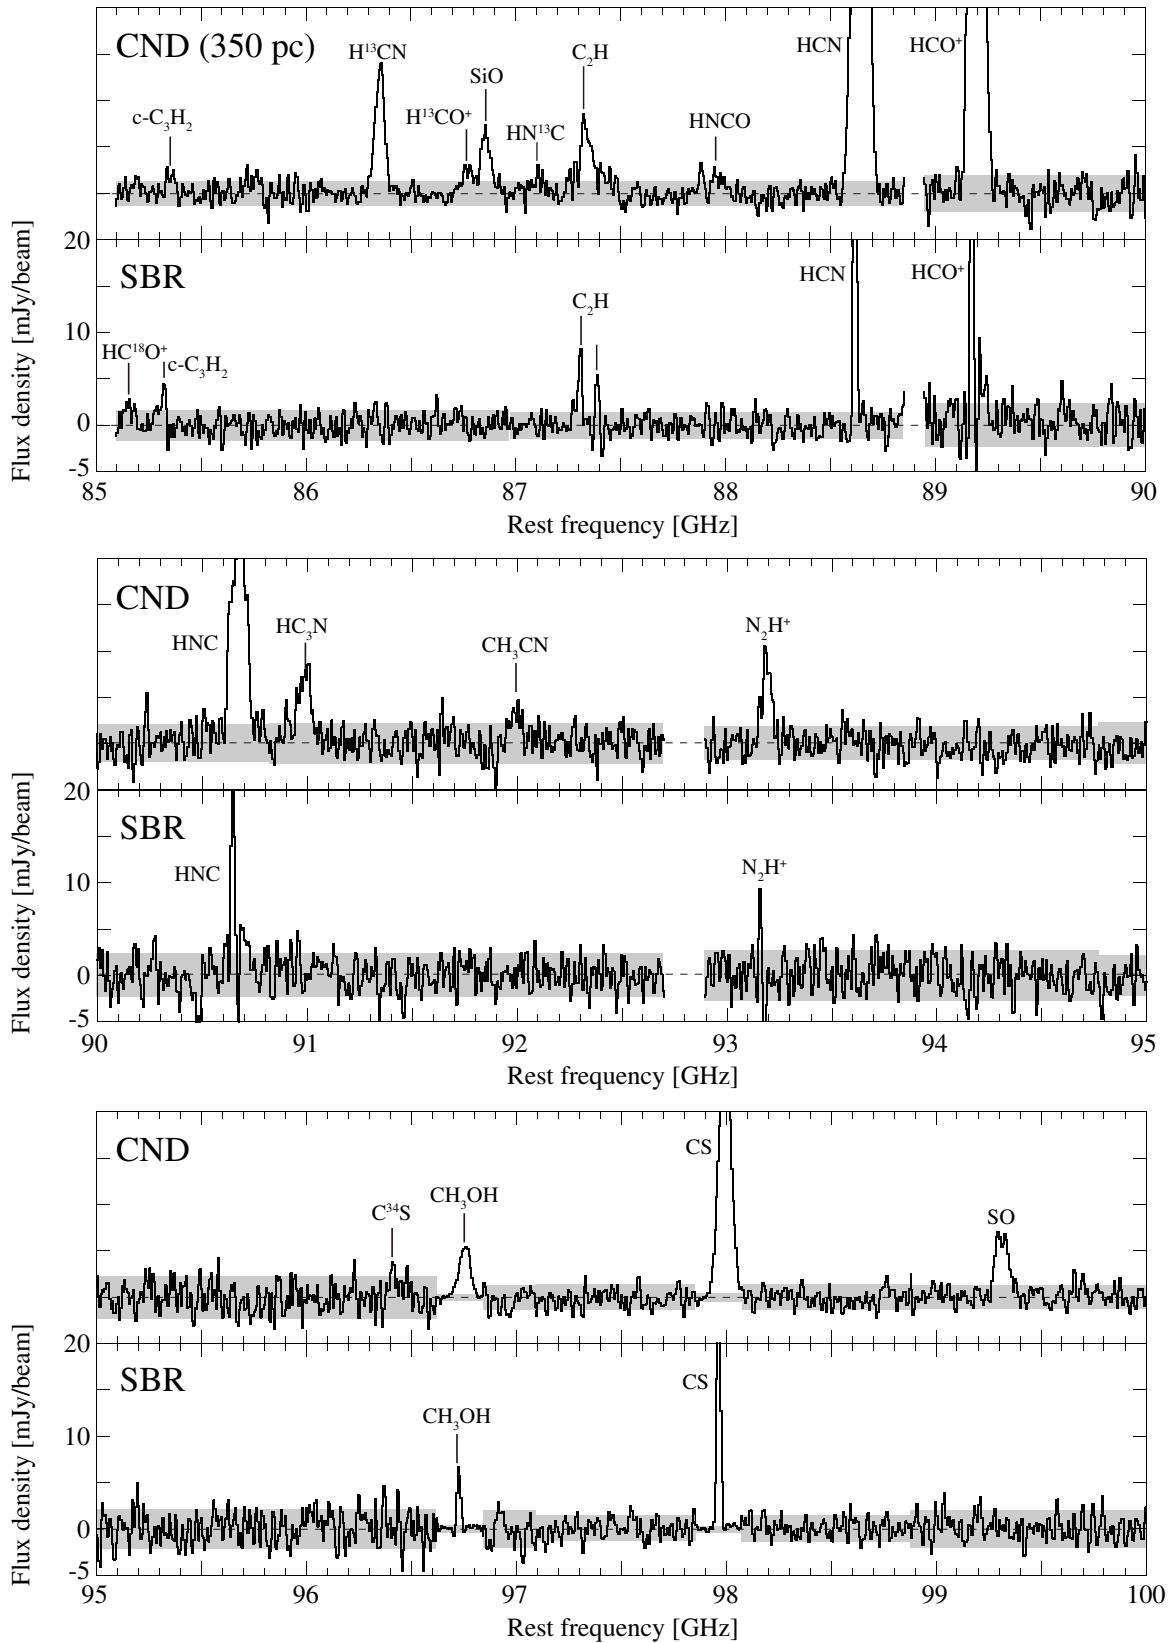 CND (350 pc)
c-C₃H₂
H¹³CN
H¹³CO⁺
SiO
HN¹³C
C₂H
HNCO
HCN
HCO⁺
Flux density [mJy/beam]
20
10
0
-5
SBR
HC¹⁸O⁺
c-C₃H₂
C₂H
HCN
HCO⁺
85 86 87 88 89 90
Rest frequency [GHz]
CND
HNC
HC₃N
CH₃CN
N₂H⁺
Flux density [mJy/beam]
20
10
0
-5
SBR
HNC
N₂H⁺
90 91 92 93 94 95
Rest frequency [GHz]
CND
C³⁴S
CH₃OH
CS
SO
Flux density [mJy/beam]
20
10
0
-5
SBR
CH₃OH
CS
95 96 97 98 99 100
Rest frequency [GHz]